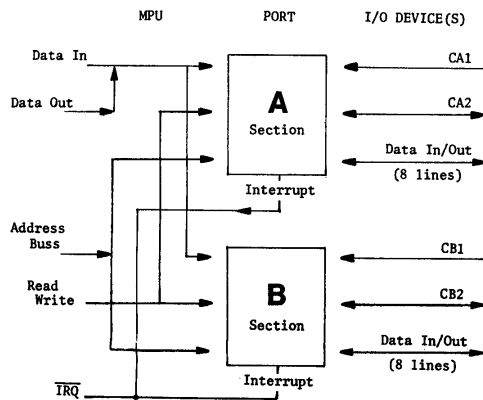 MPU PORT I/O DEVICE(S)
Data In
Data Out
A
Section
Interrupt
CA1
CA2
Data In/Out
(8 lines)
Address
Buss
Read
Write
IRQ
B
Section
Interrupt
CB1
CB2
Data In/Out
(8 lines)